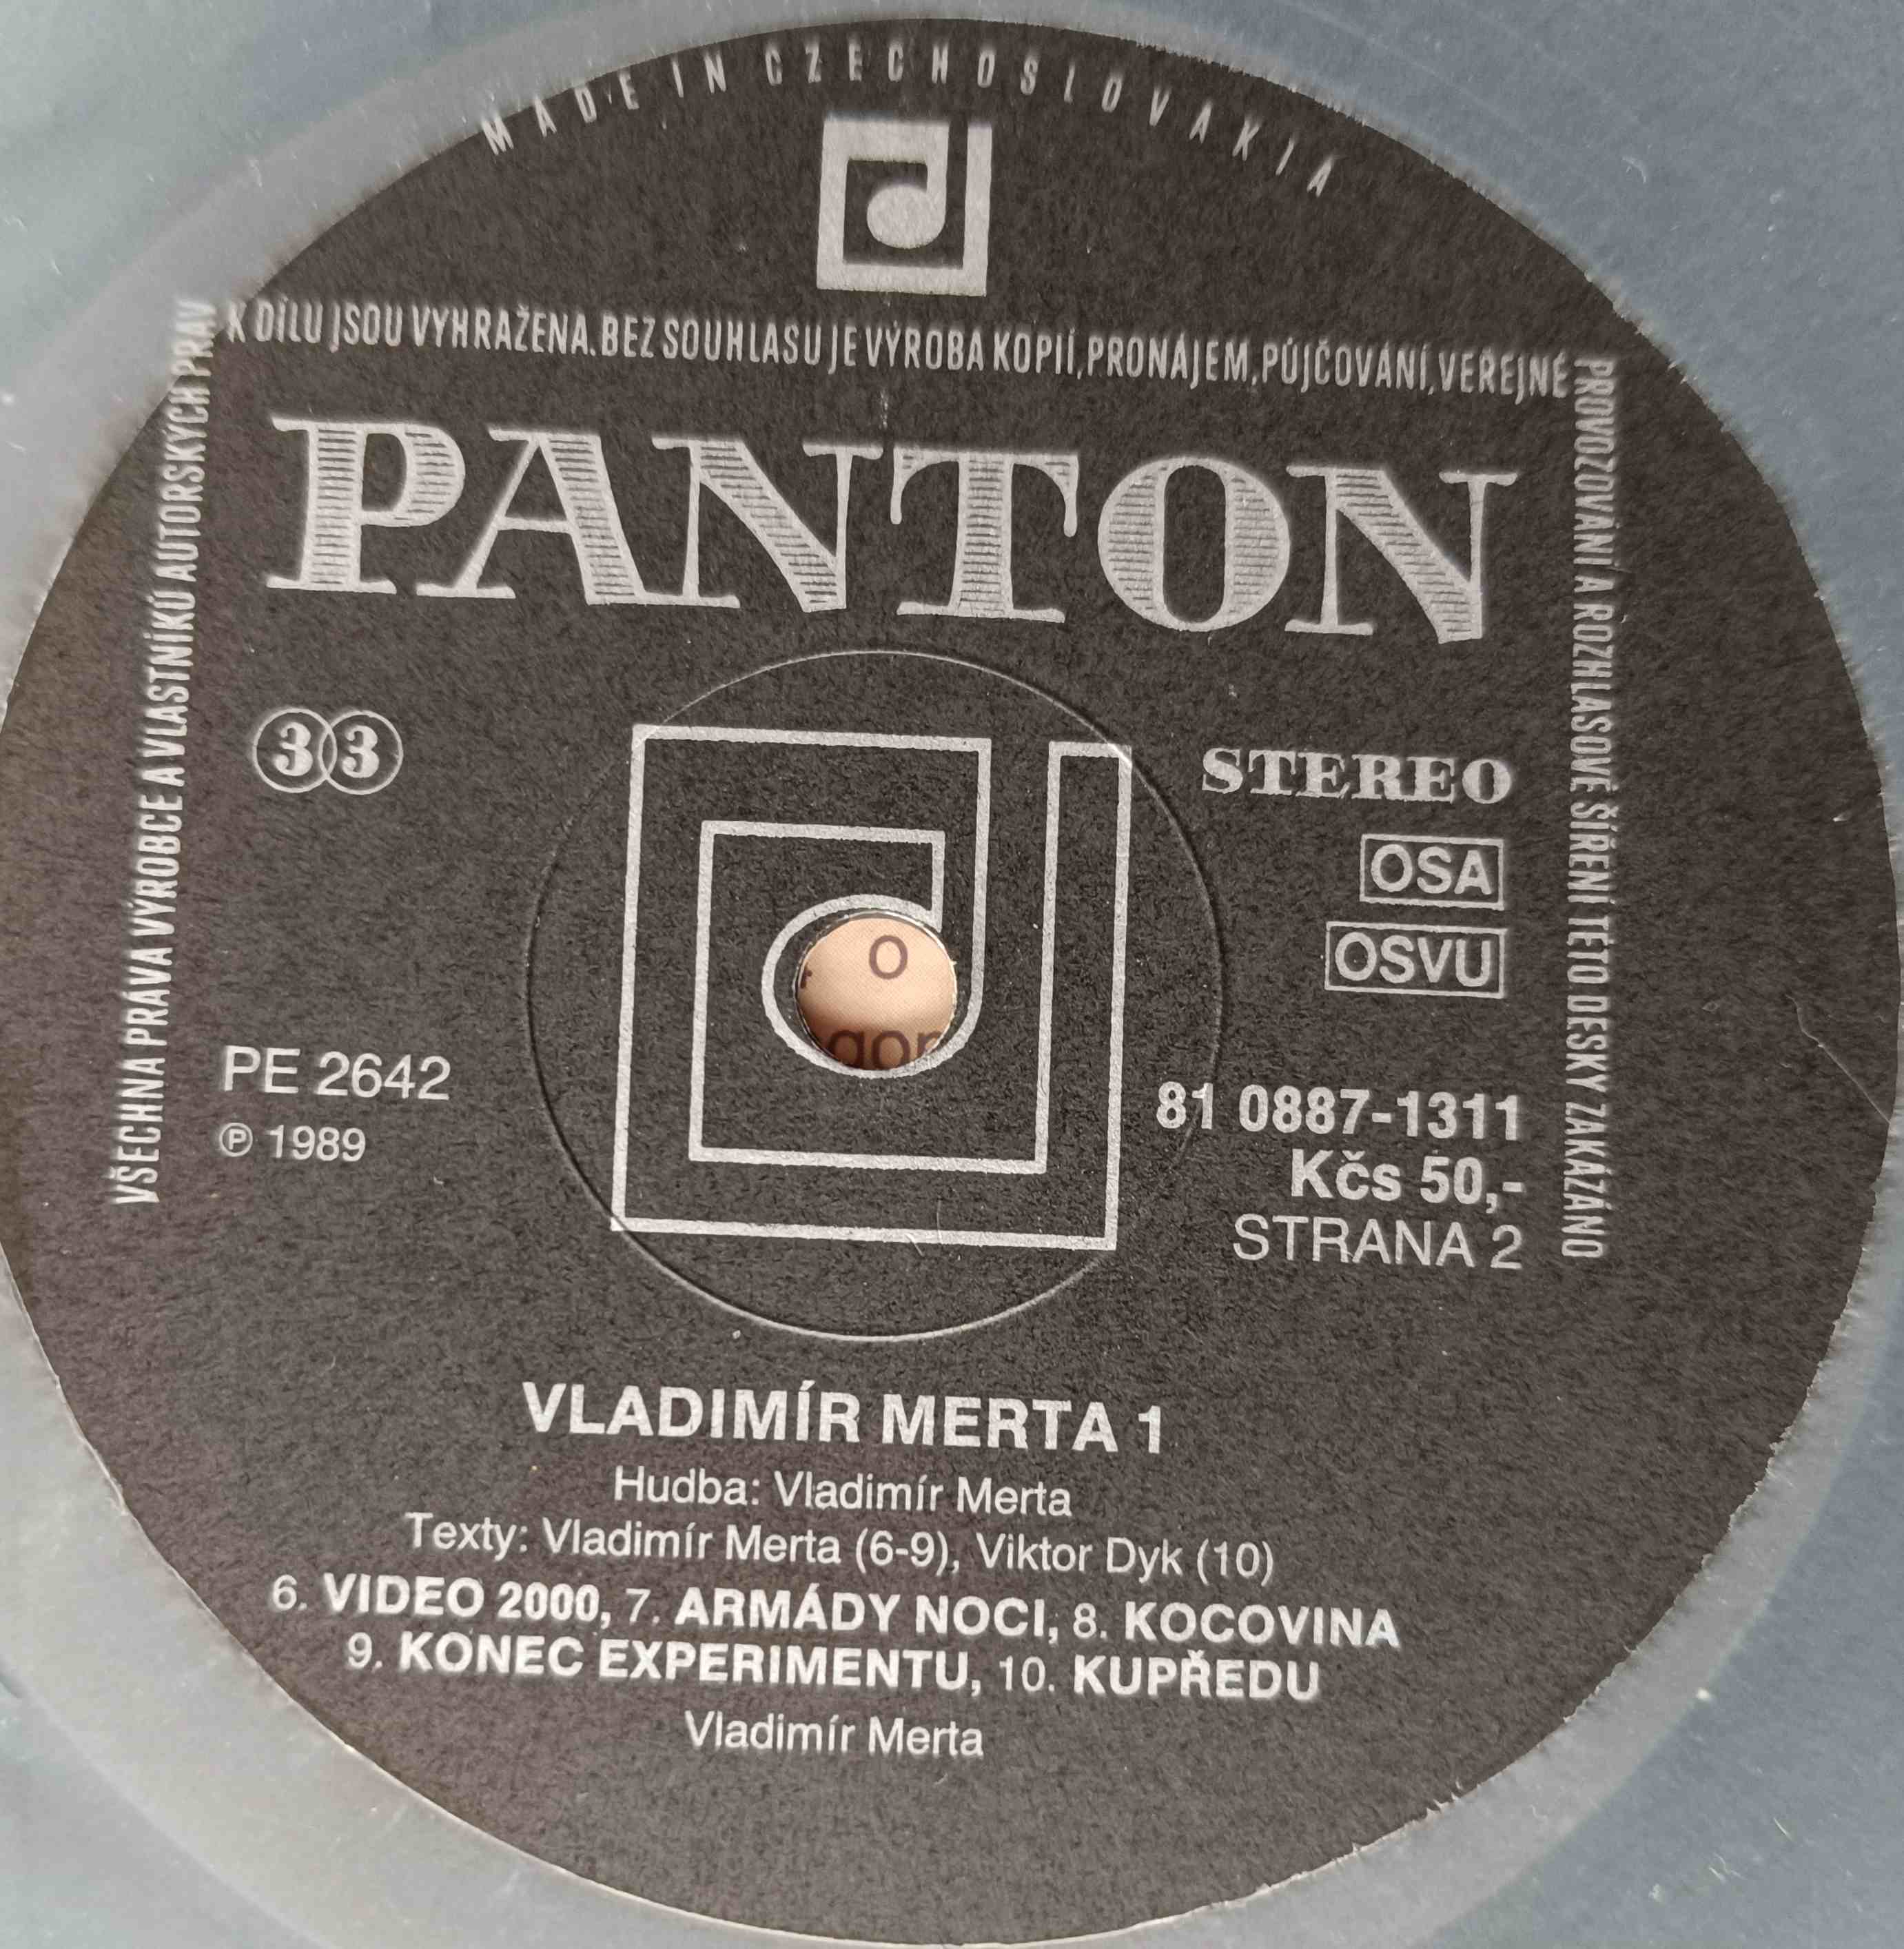 MADE IN CZECHOSLOVAKIA
VŠECHNA PRÁVA VÝROBCE A VLASTNÍKŮ AUTORSKÝCH PRÁV
K DÍLU JSOU VYHRAŽENA. BEZ SOUHLASU JE VÝROBA KOPIÍ, PRONÁJEM, PŮJČOVÁNÍ, VEŘEJNÉ
PROVOZOVÁNÍ A ROZHLASOVÉ ŠÍŘENÍ TÉTO DESKY ZAKÁZÁNO
PANTON
33
STEREO
OSA
OSVU
PE 2642
℗ 1989
81 0887-1311
Kčs 50,-
STRANA 2
VLADIMÍR MERTA 1
Hudba: Vladimír Merta
Texty: Vladimír Merta (6-9), Viktor Dyk (10)
6. VIDEO 2000, 7. ARMÁDY NOCI, 8. KOCOVINA
9. KONEC EXPERIMENTU, 10. KUPŘEDU
Vladimír Merta